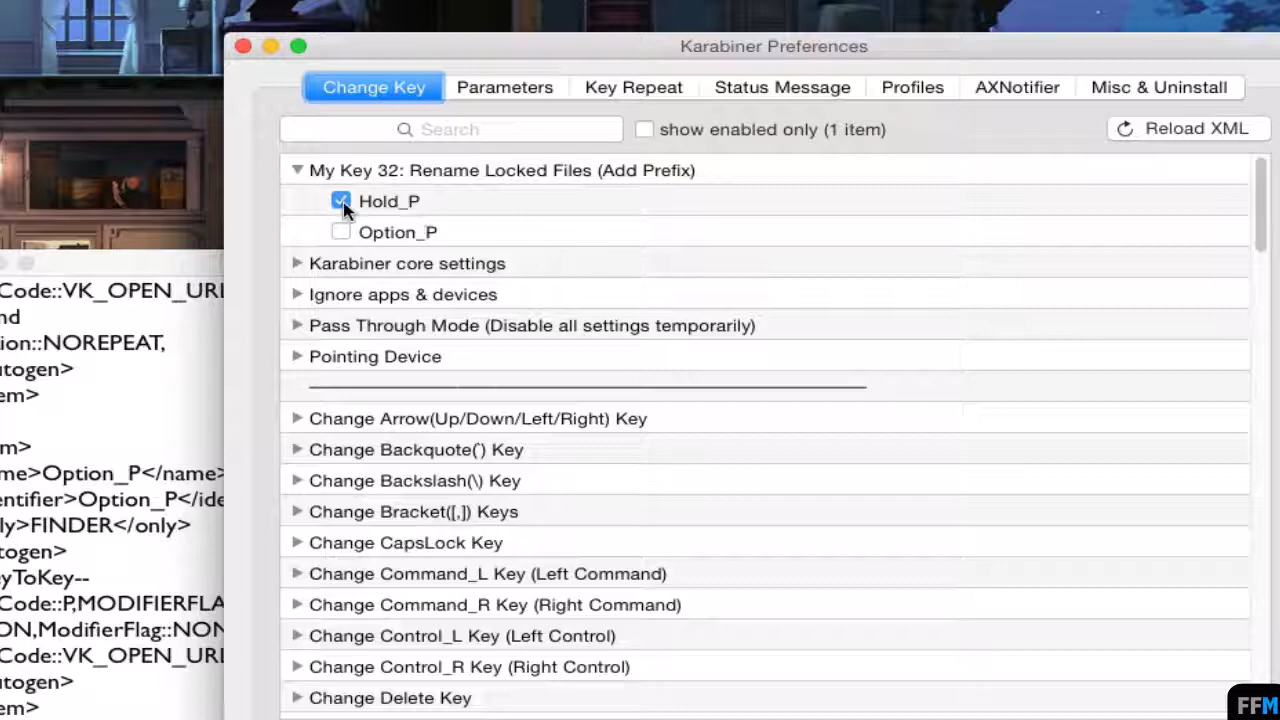 Karabiner Preferences
Change Key
Parameters
Key Repeat
Status Message
Profiles
AXNotifier
Misc & Uninstall
Search
show enabled only (1 item)
Reload XML
My Key 32: Rename Locked Files (Add Prefix)
Hold_P
Option_P
Karabiner core settings
Ignore apps & devices
Pass Through Mode (Disable all settings temporarily)
Pointing Device
Change Arrow(Up/Down/Left/Right) Key
Change Backquote(`) Key
Change Backslash(\) Key
Change Bracket([,]) Keys
Change CapsLock Key
Change Command_L Key (Left Command)
Change Command_R Key (Right Command)
Change Control_L Key (Left Control)
Change Control_R Key (Right Control)
Change Delete Key
Code::VK_OPEN_URL
nd
ion::NOREPEAT,
utogen>
em>
m>
me>Option_P</name>
entifier>Option_P</ide
ly>FINDER</only>
togen>
eyToKey--
Code::P,MODIFIERFLA
ON,ModifierFlag::NON
Code::VK_OPEN_URL
utogen>
em>
FFM